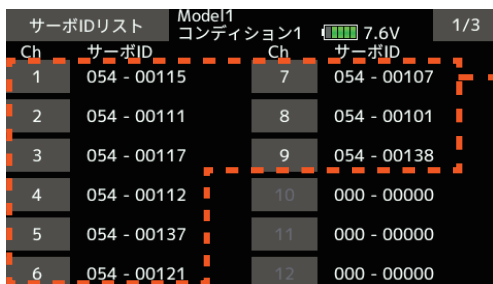 サーボIDリスト Model1 コンディション1 7.6V 1/3
Ch サーボID Ch サーボID
1 054 - 00115 7 054 - 00107
2 054 - 00111 8 054 - 00101
3 054 - 00117 9 054 - 00138
4 054 - 00112 10 000 - 00000
5 054 - 00137 11 000 - 00000
6 054 - 00121 12 000 - 00000